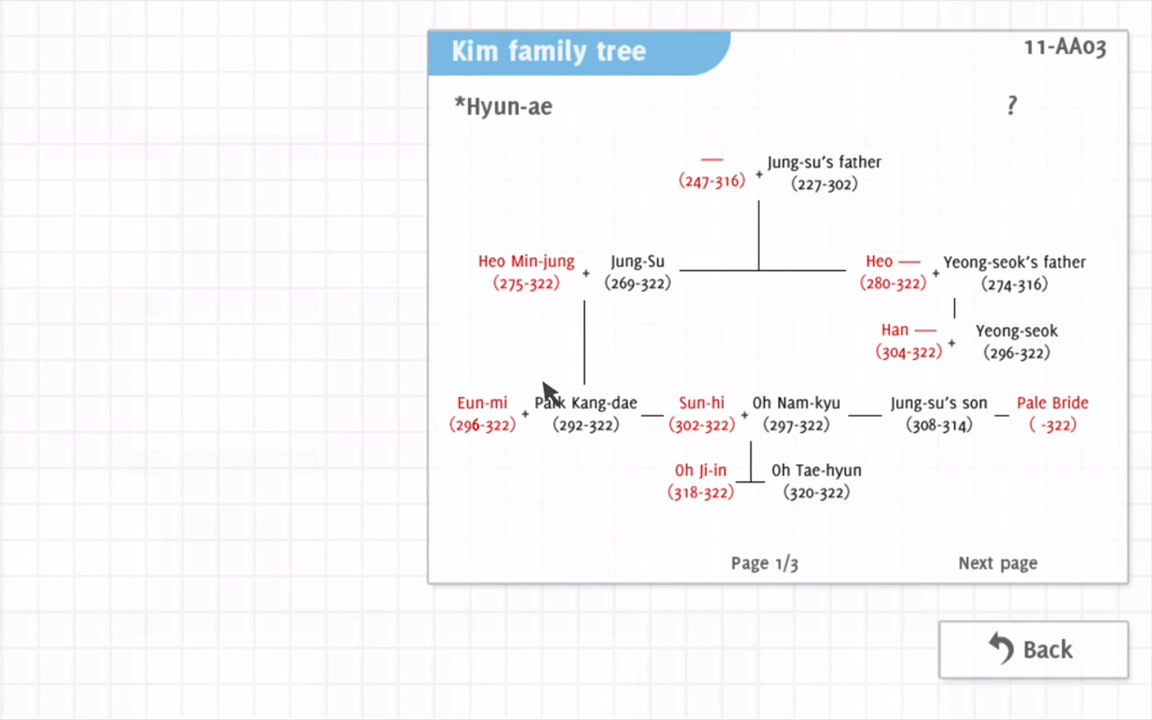 Kim family tree
11-AA03
*Hyun-ae
?
— + Jung-su's father
(247-316) (227-302)
Heo Min-jung + Jung-Su Heo — + Yeong-seok's father
(275-322) (269-322) (280-322) (274-316)
Han — + Yeong-seok
(304-322) (296-322)
Eun-mi + Park Kang-dae Sun-hi + Oh Nam-kyu Jung-su's son Pale Bride
(296-322) (292-322) (302-322) (297-322) (308-314) ( -322)
Oh Ji-in Oh Tae-hyun
(318-322) (320-322)
Page 1/3 Next page
Back